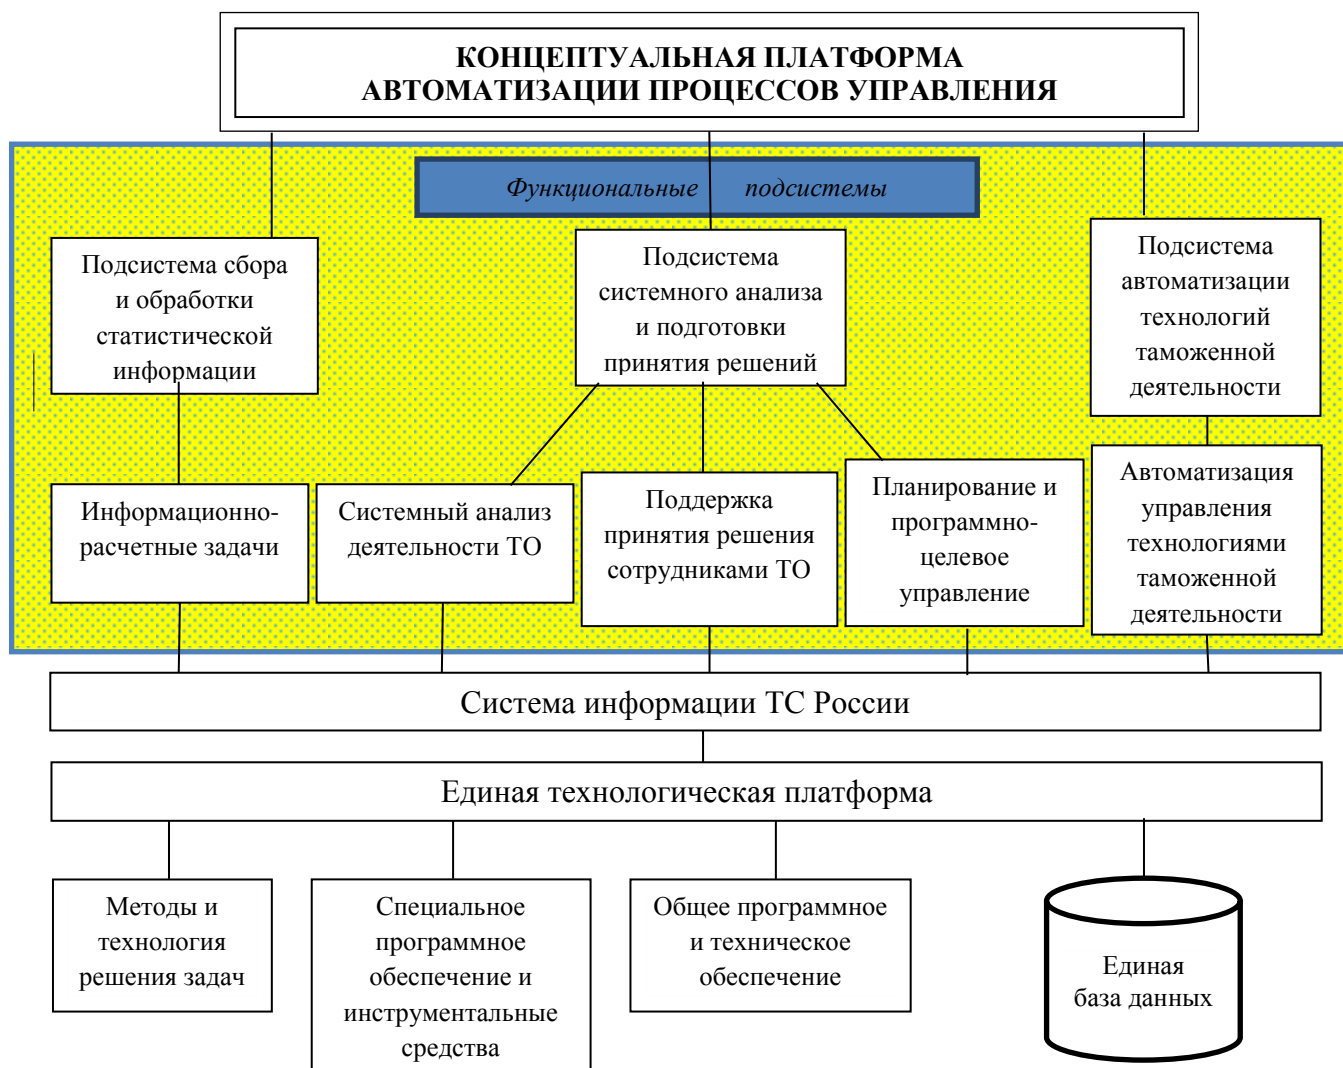 КОНЦЕПТУАЛЬНАЯ ПЛАТФОРМА
АВТОМАТИЗАЦИИ ПРОЦЕССОВ УПРАВЛЕНИЯ
Функциональные подсистемы
Подсистема сбора
и обработки
статистической
информации
Подсистема
системного анализа
и подготовки
принятия решений
Подсистема
автоматизации
технологий
таможенной
деятельности
Информационно-
расчетные задачи
Системный анализ
деятельности ТО
Поддержка
принятия решения
сотрудниками ТО
Планирование и
программно-
целевое
управление
Автоматизация
управления
технологиями
таможенной
деятельности
Система информации ТС России
Единая технологическая платформа
Методы и
технология
решения задач
Специальное
программное
обеспечение и
инструментальные
средства
Общее программное
и техническое
обеспечение
Единая
база данных